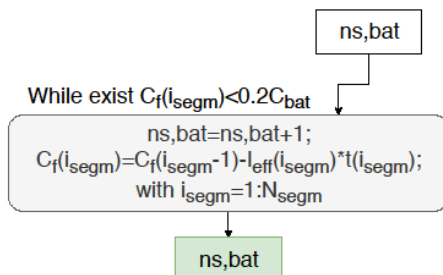 ns,bat
While exist Cf(isegm)<0.2Cbat
ns,bat=ns,bat+1;
Cf(isegm)=Cf(isegm-1)-Ieff(isegm)*t(isegm);
with isegm=1:Nsegm
ns,bat